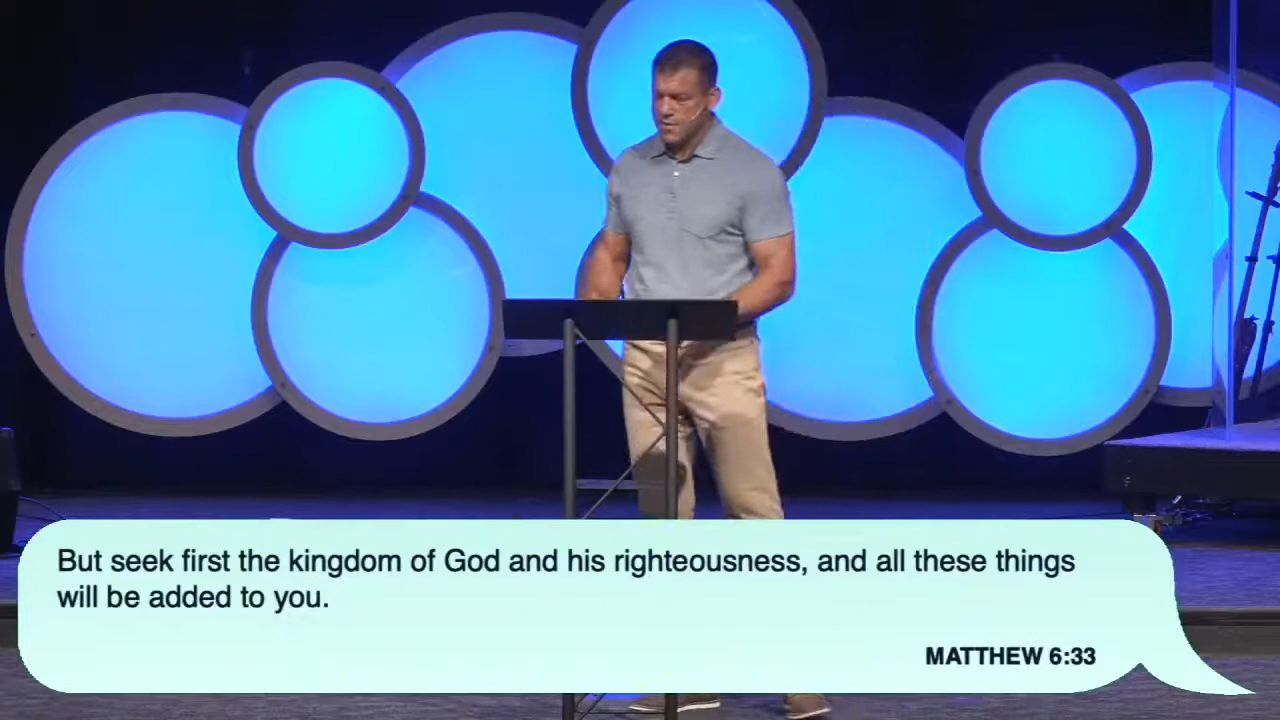 But seek first the kingdom of God and his righteousness, and all these things
will be added to you.
MATTHEW 6:33